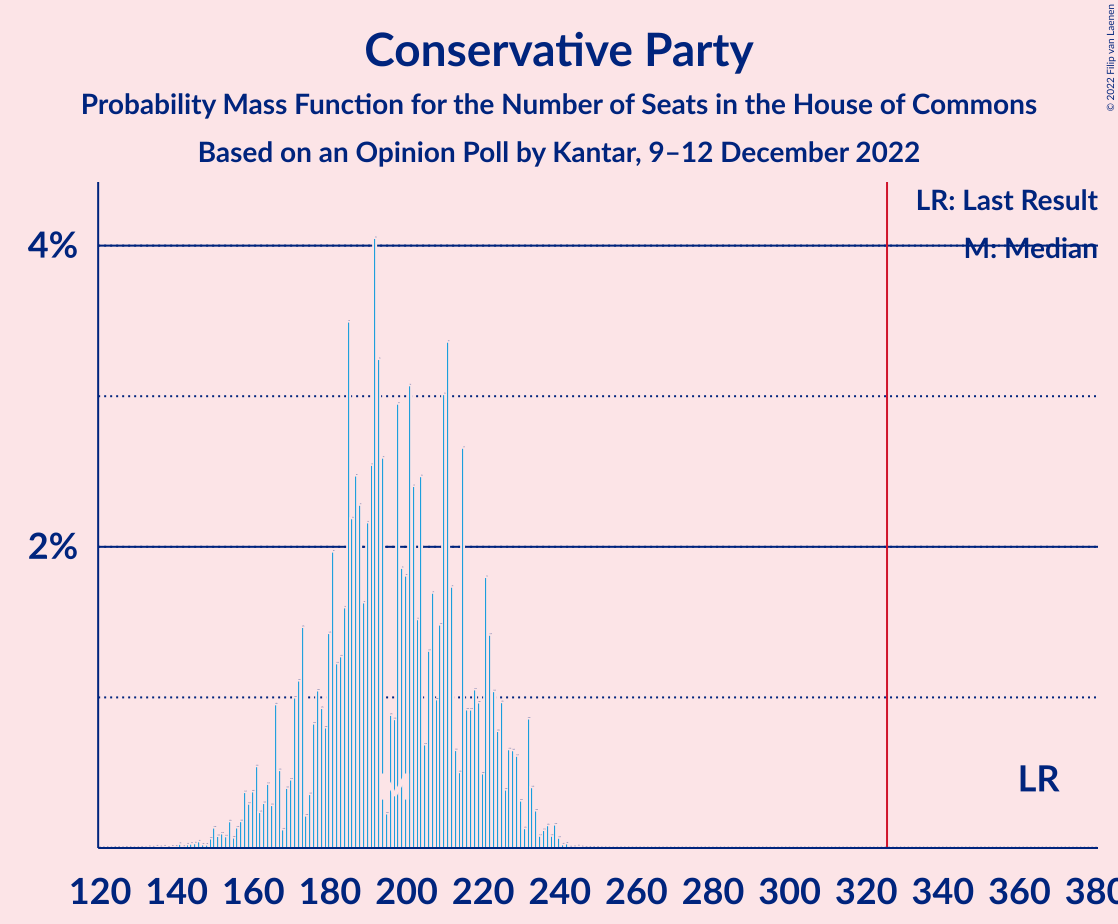 Conservative Party
Probability Mass Function for the Number of Seats in the House of Commons
Based on an Opinion Poll by Kantar, 9–12 December 2022
© 2022 Filip van Laenen
LR: Last Result
M: Median
4%
2%
M
LR
120 140 160 180 200 220 240 260 280 300 320 340 360 380